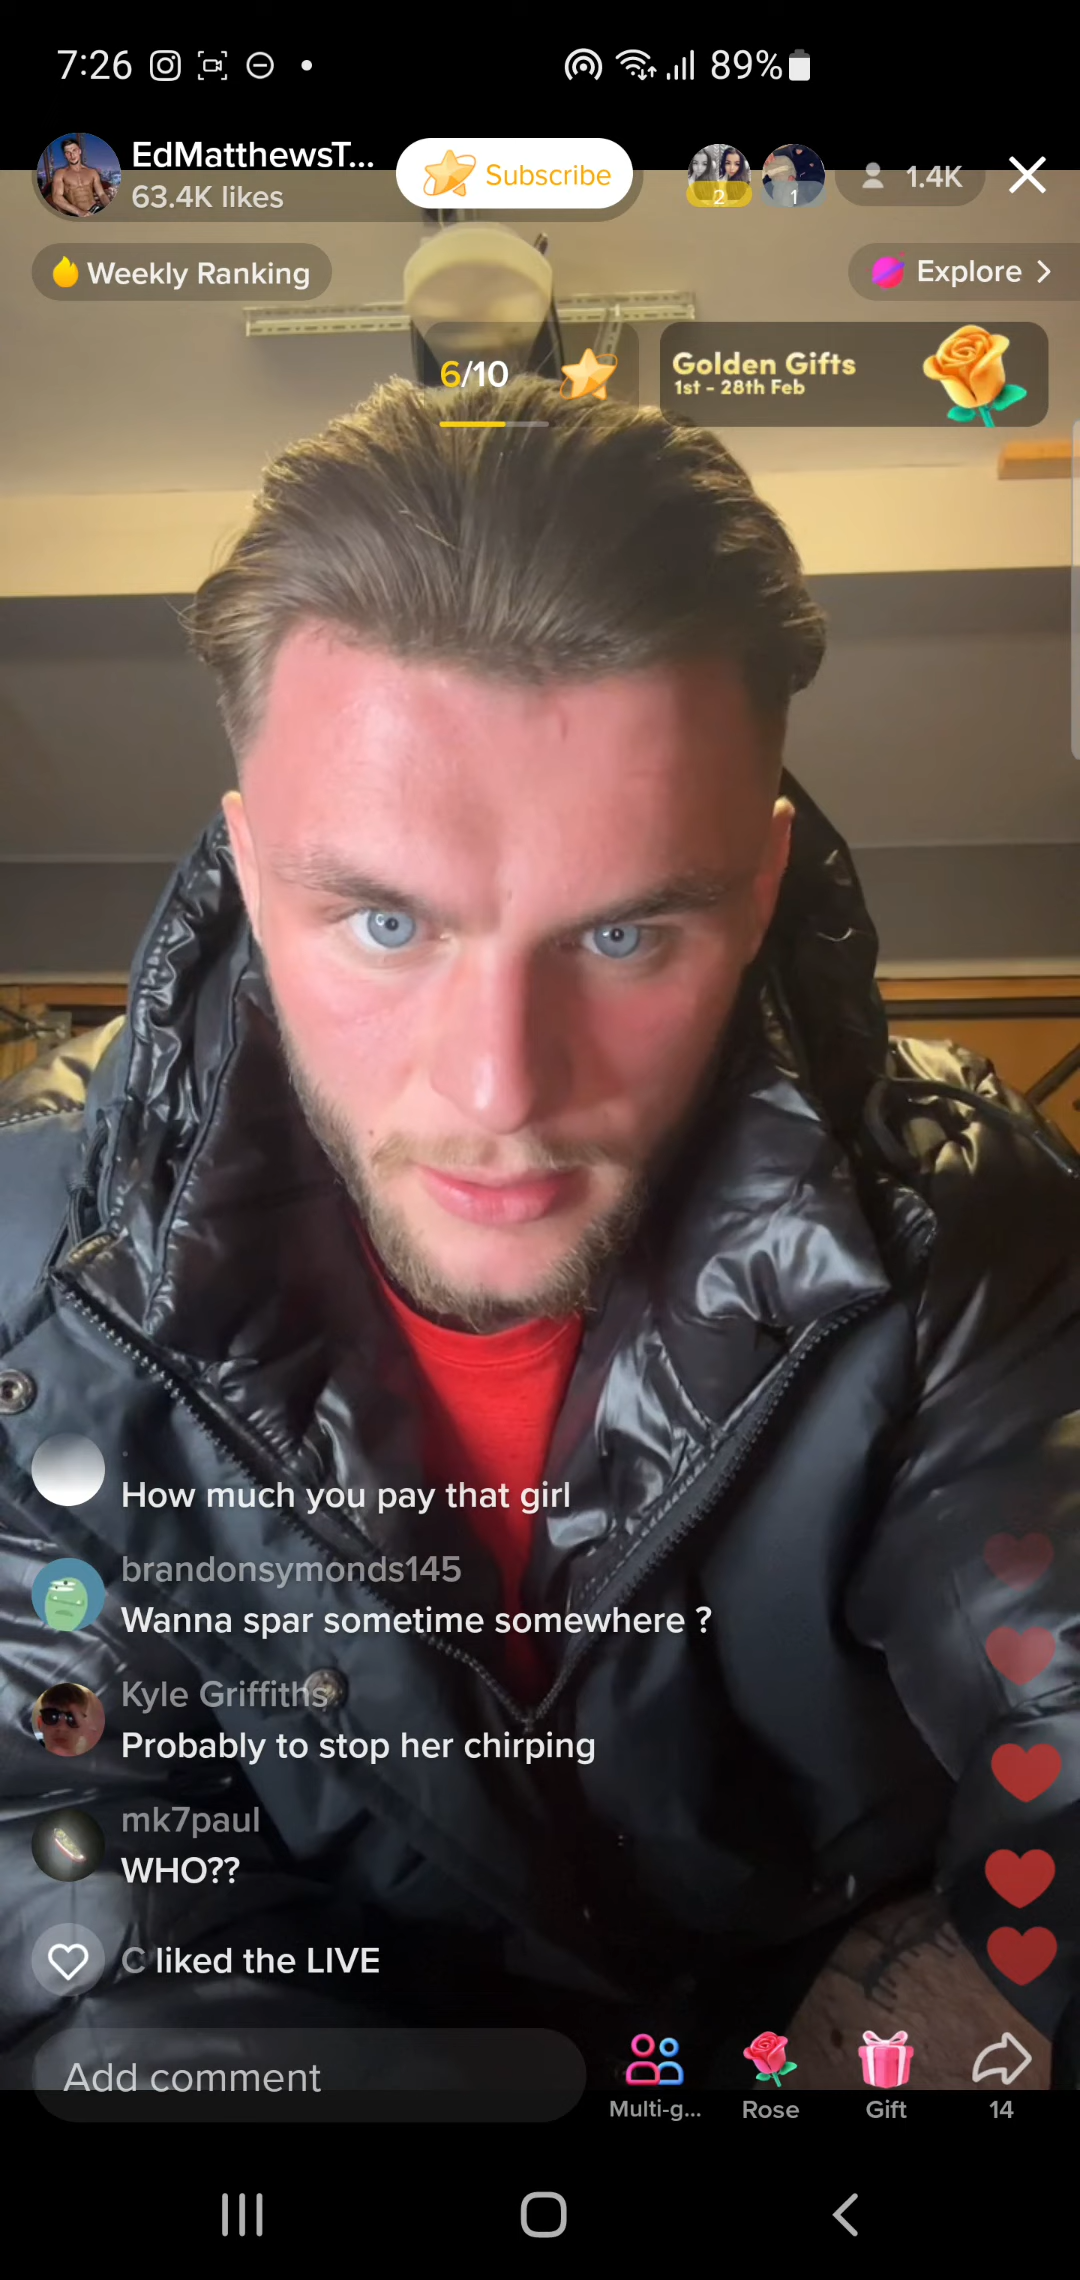 7:26
89%
EdMatthewsT...
63.4K likes
Subscribe
2
1
1.4K
Weekly Ranking
Explore
6/10
Golden Gifts
1st - 28th Feb
.
How much you pay that girl
brandonsymonds145
Wanna spar sometime somewhere ?
Kyle Griffiths
Probably to stop her chirping
mk7paul
WHO??
C liked the LIVE
Add comment
Multi-g...
Rose
Gift
14